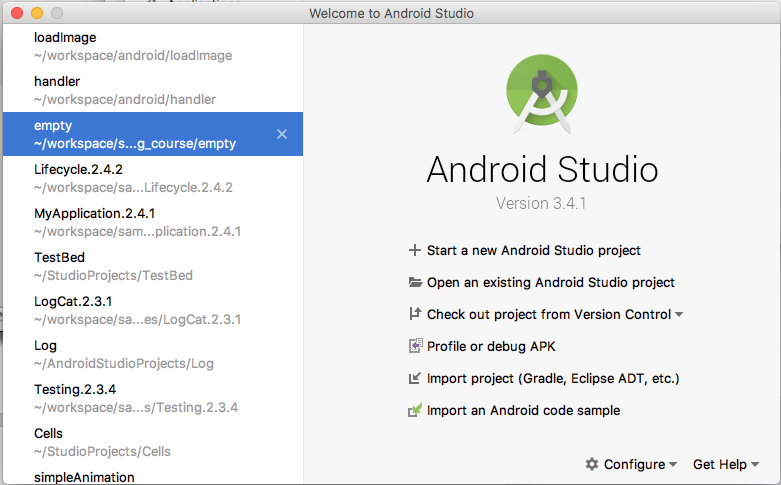 Welcome to Android Studio
loadImage
~/workspace/android/loadImage
handler
~/workspace/android/handler
empty
~/workspace/s...g_course/empty
Lifecycle.2.4.2
~/workspace/sa...Lifecycle.2.4.2
MyApplication.2.4.1
~/workspace/sam...plication.2.4.1
TestBed
~/StudioProjects/TestBed
LogCat.2.3.1
~/workspace/sa...es/LogCat.2.3.1
Log
~/AndroidStudioProjects/Log
Testing.2.3.4
~/workspace/sa...s/Testing.2.3.4
Cells
~/StudioProjects/Cells
simpleAnimation
Android Studio
Version 3.4.1
Start a new Android Studio project
Open an existing Android Studio project
Check out project from Version Control
Profile or debug APK
Import project (Gradle, Eclipse ADT, etc.)
Import an Android code sample
Configure Get Help